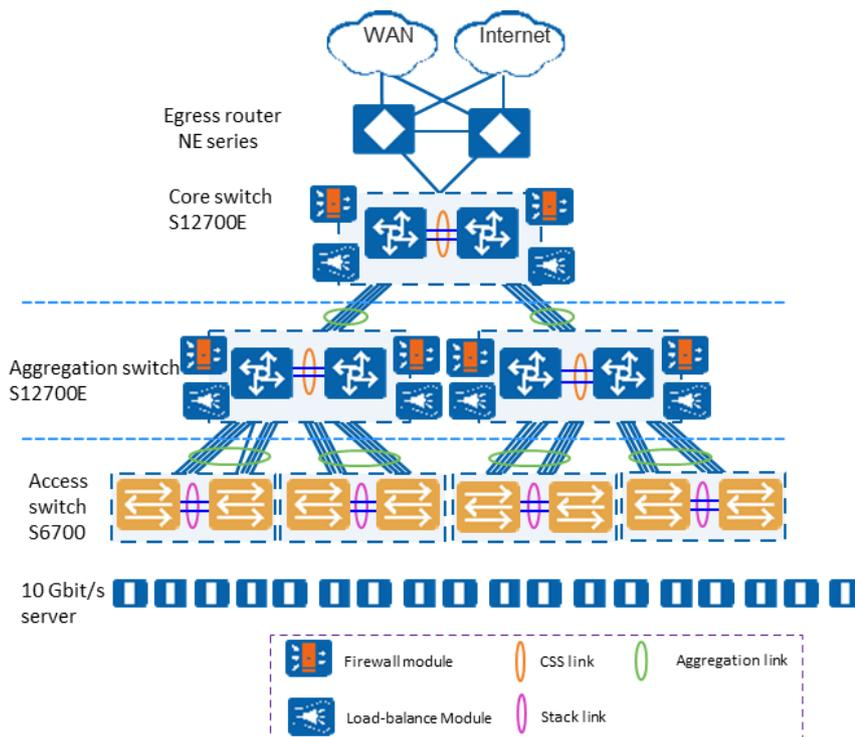 WAN
Internet
Egress router
NE series
Core switch
S12700E
Aggregation switch
S12700E
Access
switch
S6700
10 Gbit/s
server
Firewall module
CSS link
Aggregation link
Load-balance Module
Stack link